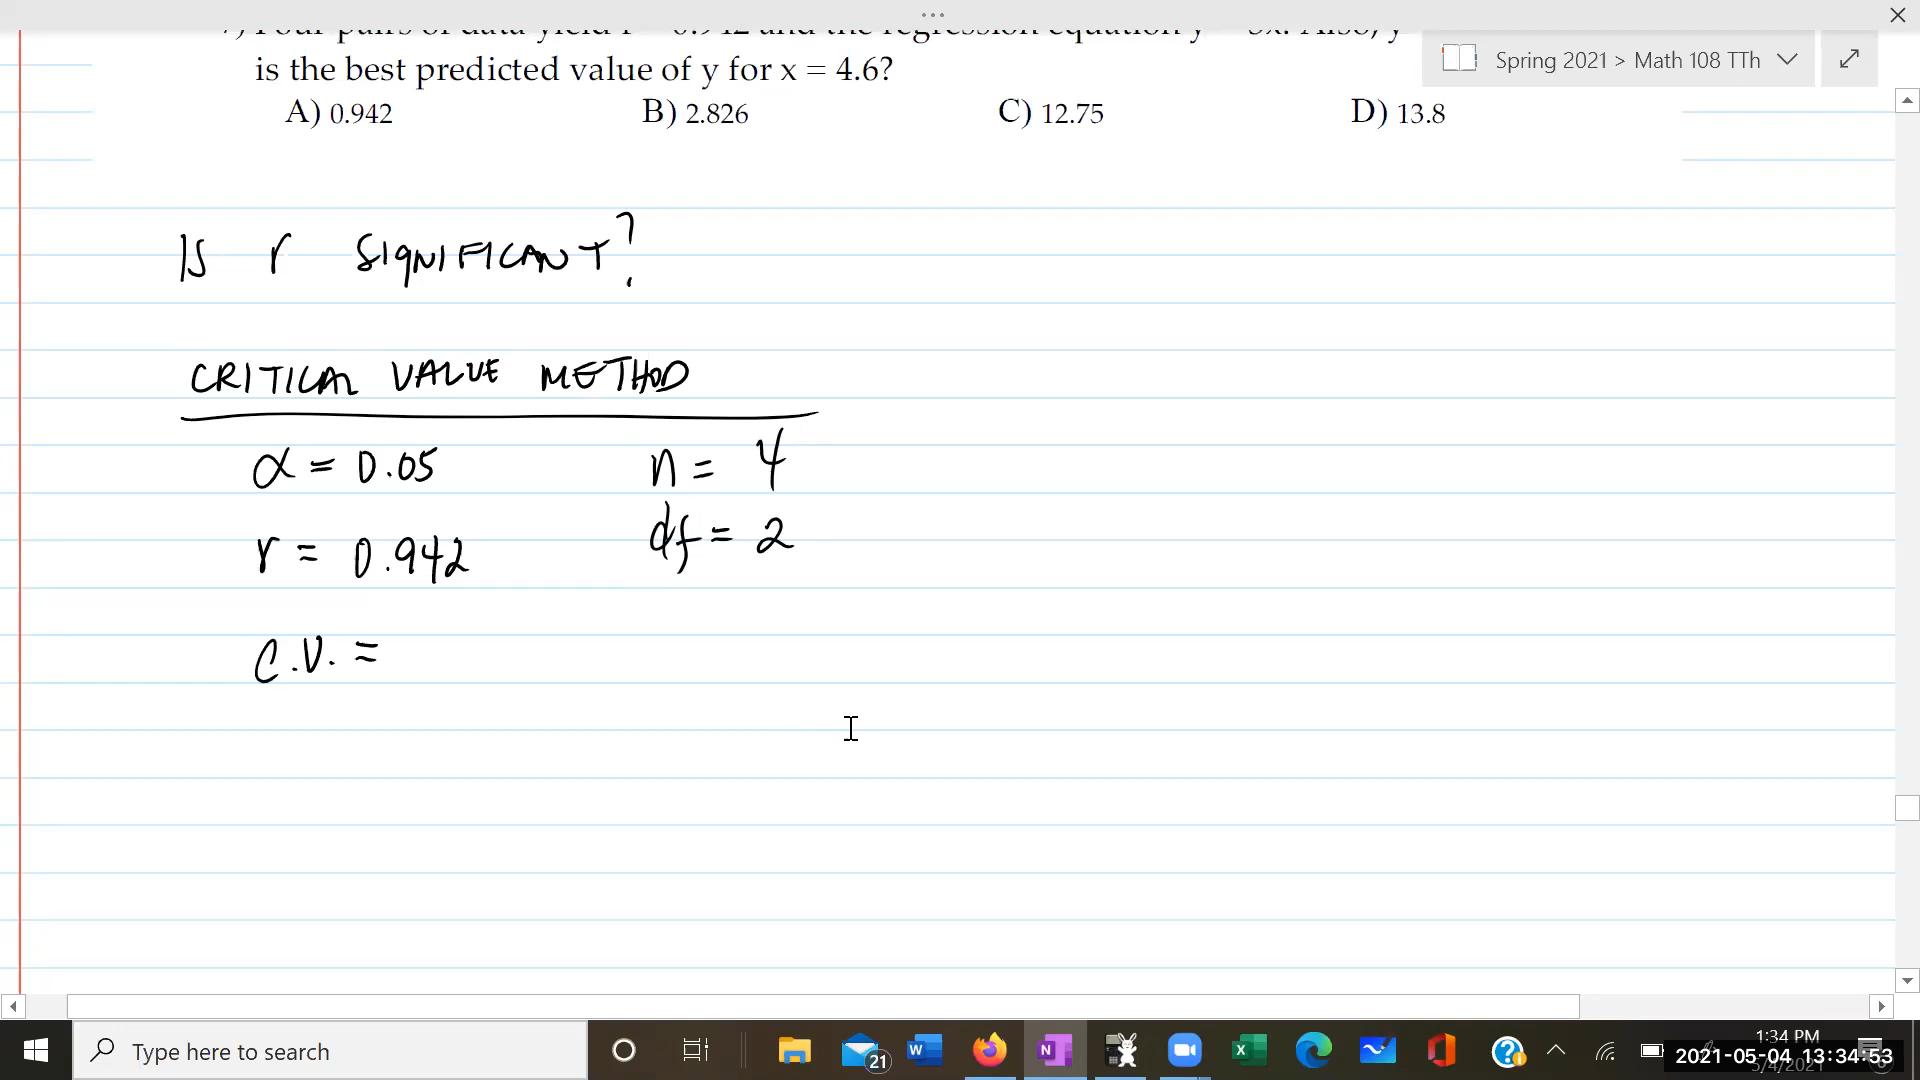 is the best predicted value of y for x = 4.6?
Spring 2021 > Math 108 TTh
A) 0.942 B) 2.826 C) 12.75 D) 13.8
IS r SIGNIFICANT?
CRITICAL VALUE METHOD
α = 0.05 n = 4
r = 0.942 df = 2
C.V. =
Type here to search
21
1:34 PM
2021-05-04 13:34:53